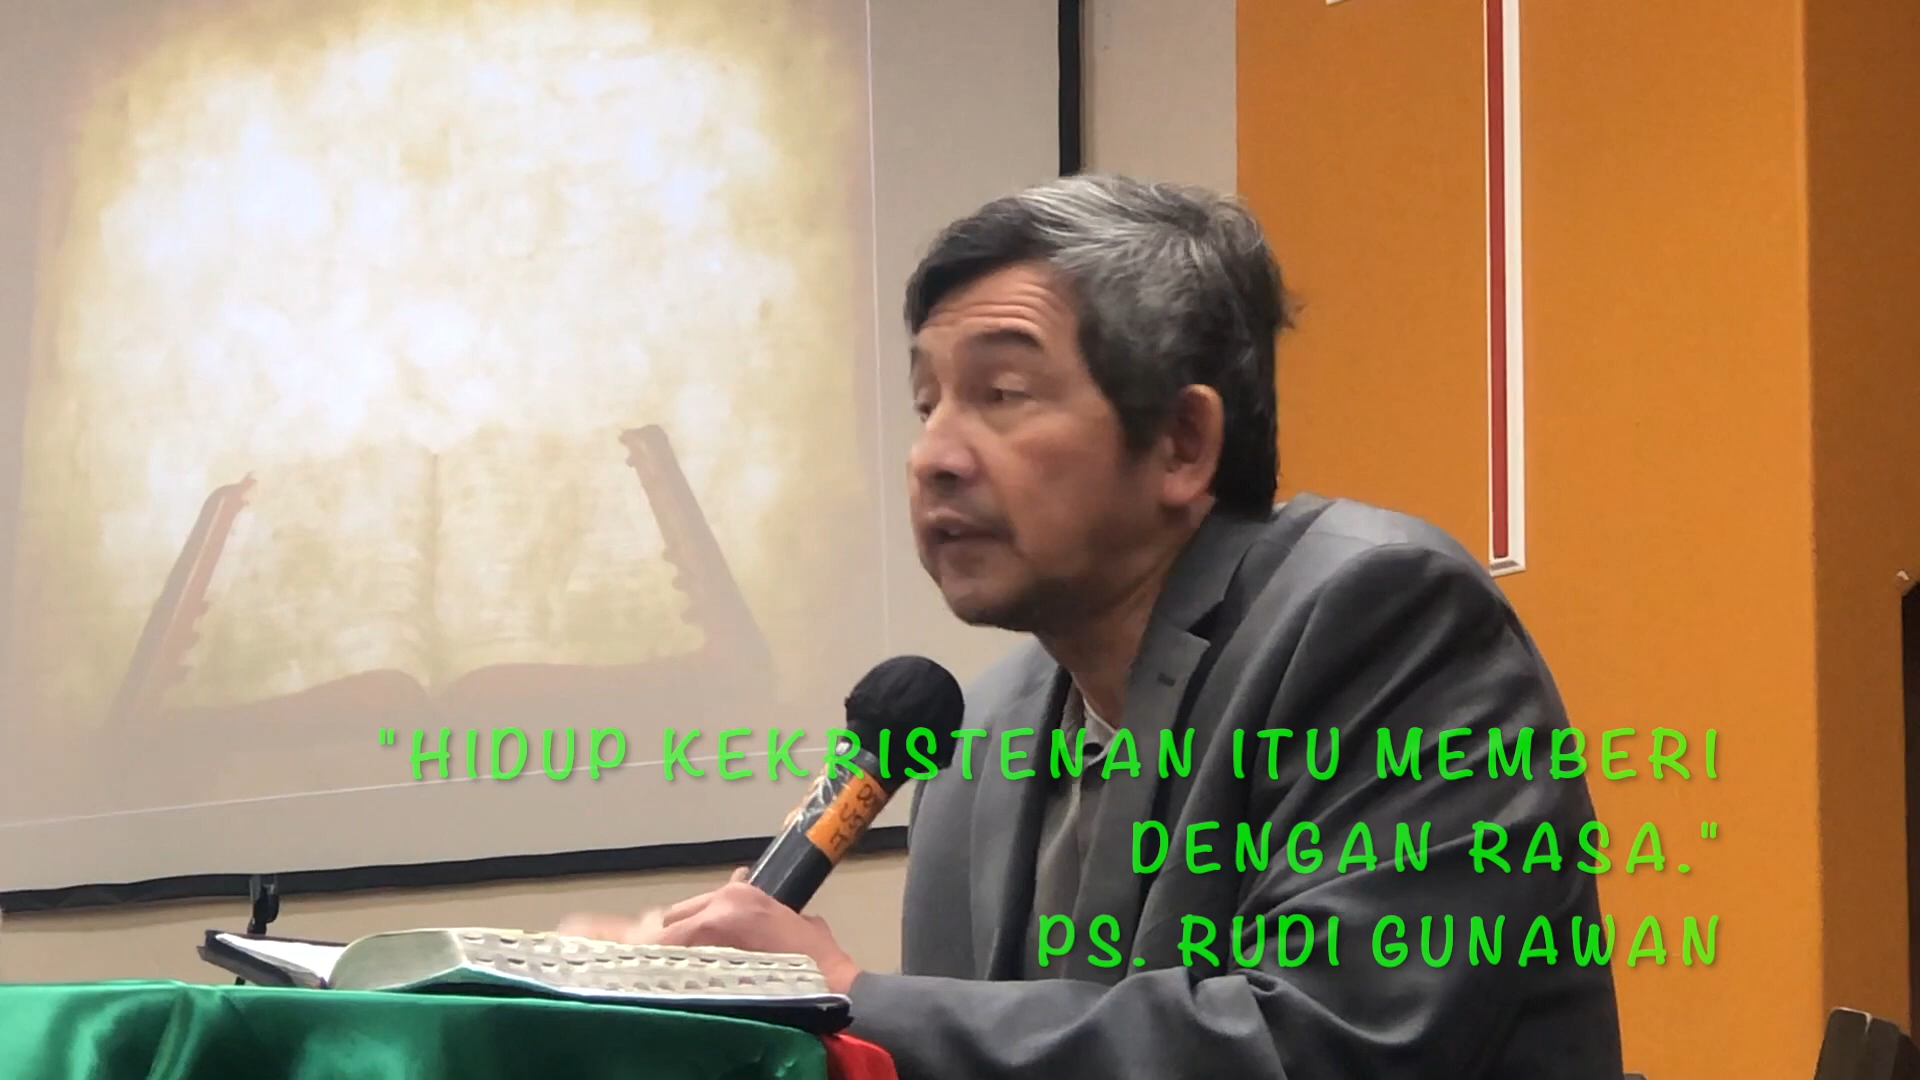 "HIDUP KEKRISTENAN ITU MEMBERI
DENGAN RASA."
PS. RUDI GUNAWAN